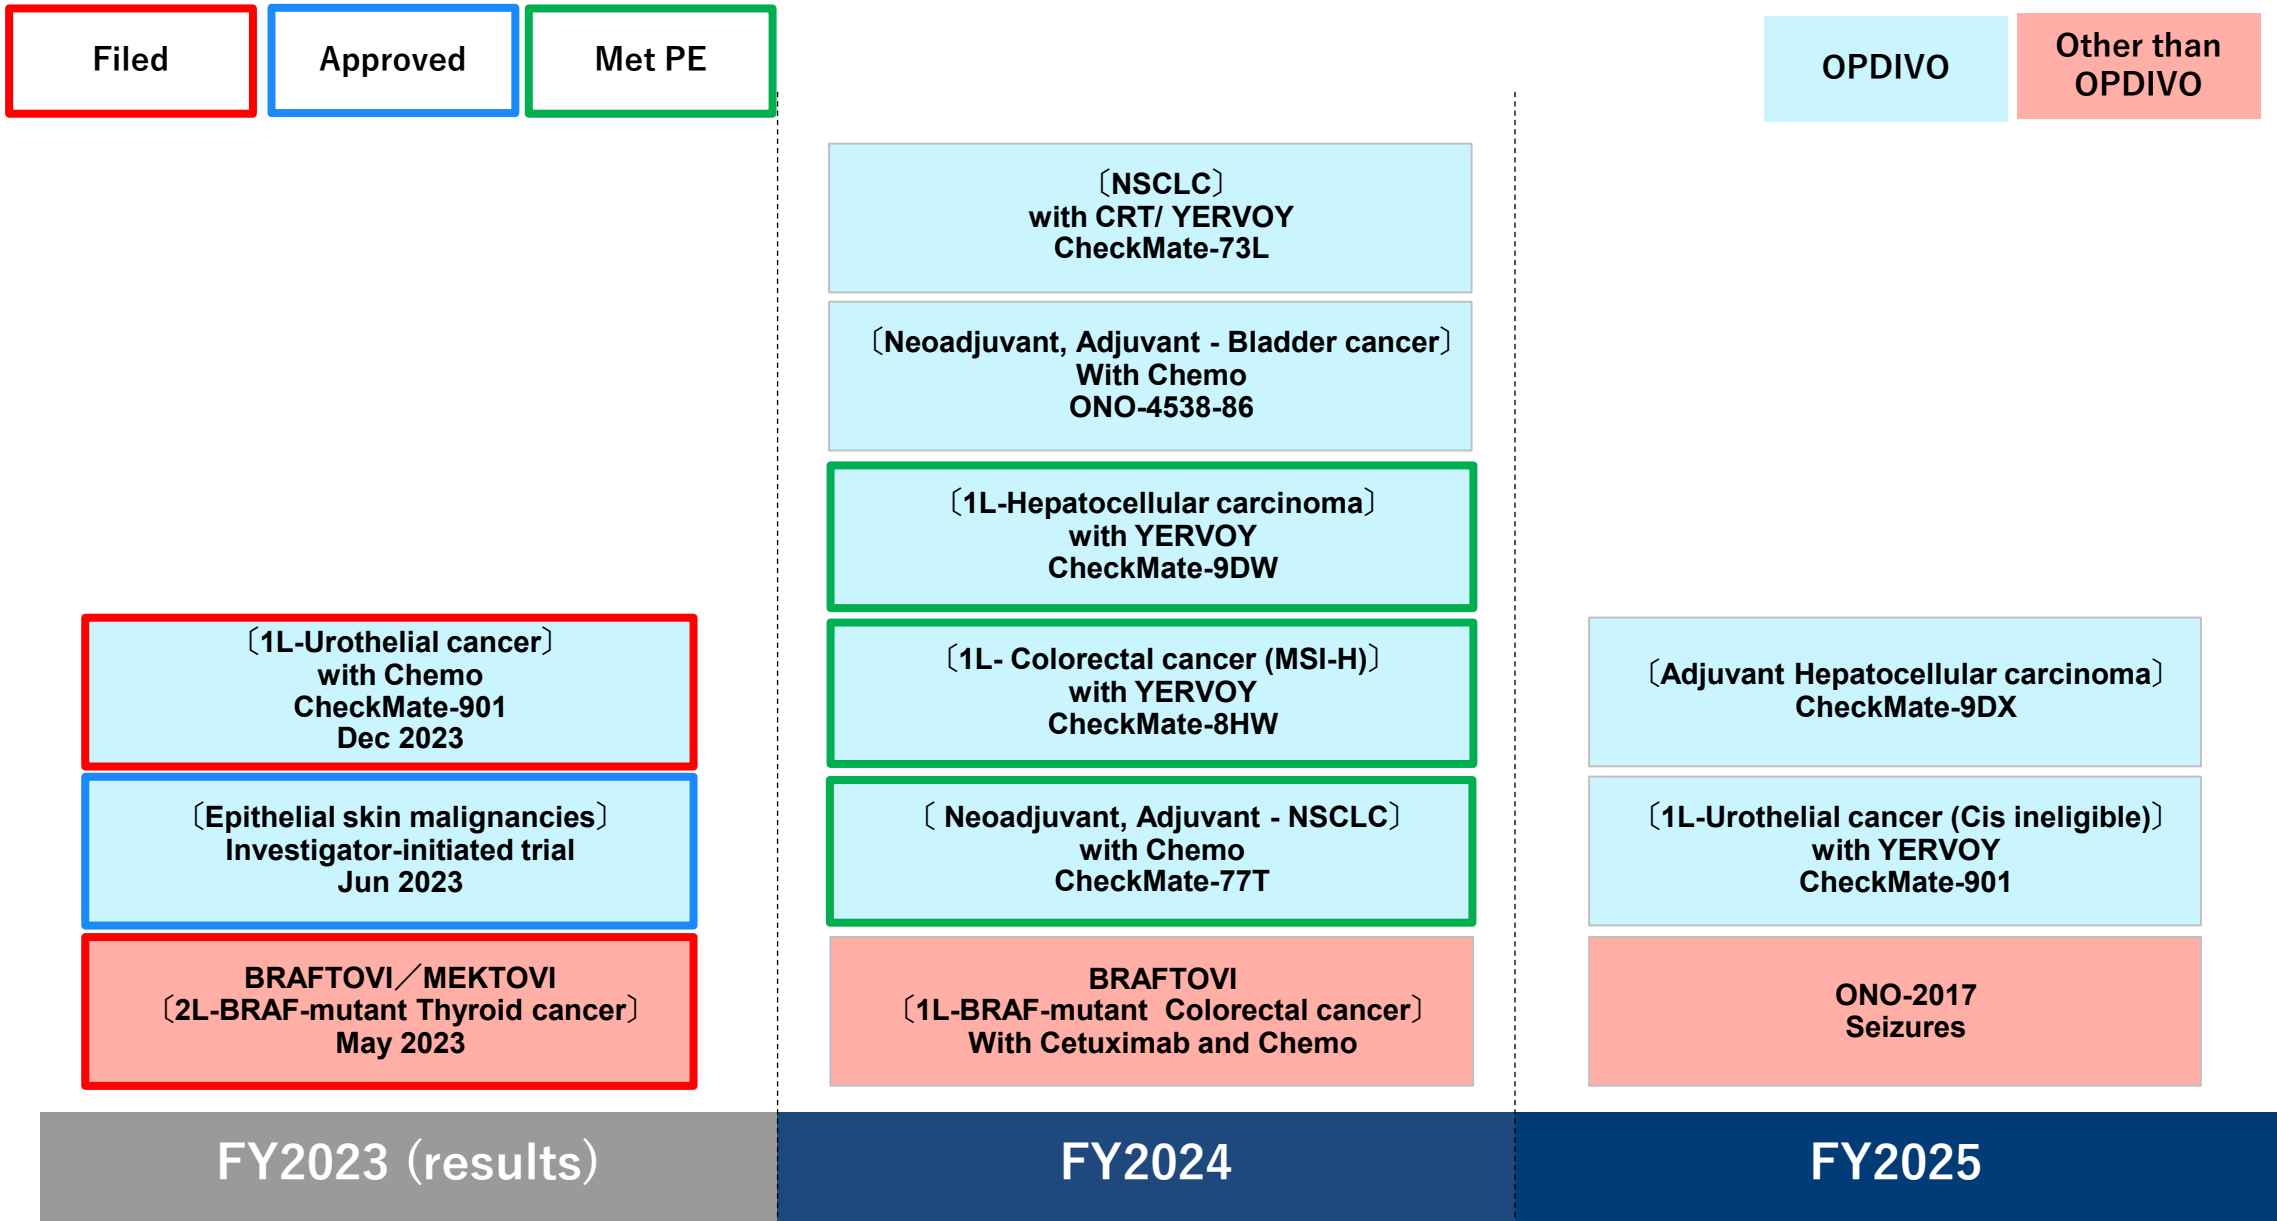 Filed
Approved
Met PE
OPDIVO
Other than
OPDIVO
〔1L-Urothelial cancer〕
with Chemo
CheckMate-901
Dec 2023
〔Epithelial skin malignancies〕
Investigator-initiated trial
Jun 2023
BRAFTOVI／MEKTOVI
〔2L-BRAF-mutant Thyroid cancer〕
May 2023
〔NSCLC〕
with CRT/ YERVOY
CheckMate-73L
〔Neoadjuvant, Adjuvant - Bladder cancer〕
With Chemo
ONO-4538-86
〔1L-Hepatocellular carcinoma〕
with YERVOY
CheckMate-9DW
〔1L- Colorectal cancer (MSI-H)〕
with YERVOY
CheckMate-8HW
〔 Neoadjuvant, Adjuvant - NSCLC〕
with Chemo
CheckMate-77T
BRAFTOVI
〔1L-BRAF-mutant  Colorectal cancer〕
With Cetuximab and Chemo
〔Adjuvant Hepatocellular carcinoma〕
CheckMate-9DX
〔1L-Urothelial cancer (Cis ineligible)〕
with YERVOY
CheckMate-901
ONO-2017
Seizures
FY2023 (results)
FY2024
FY2025